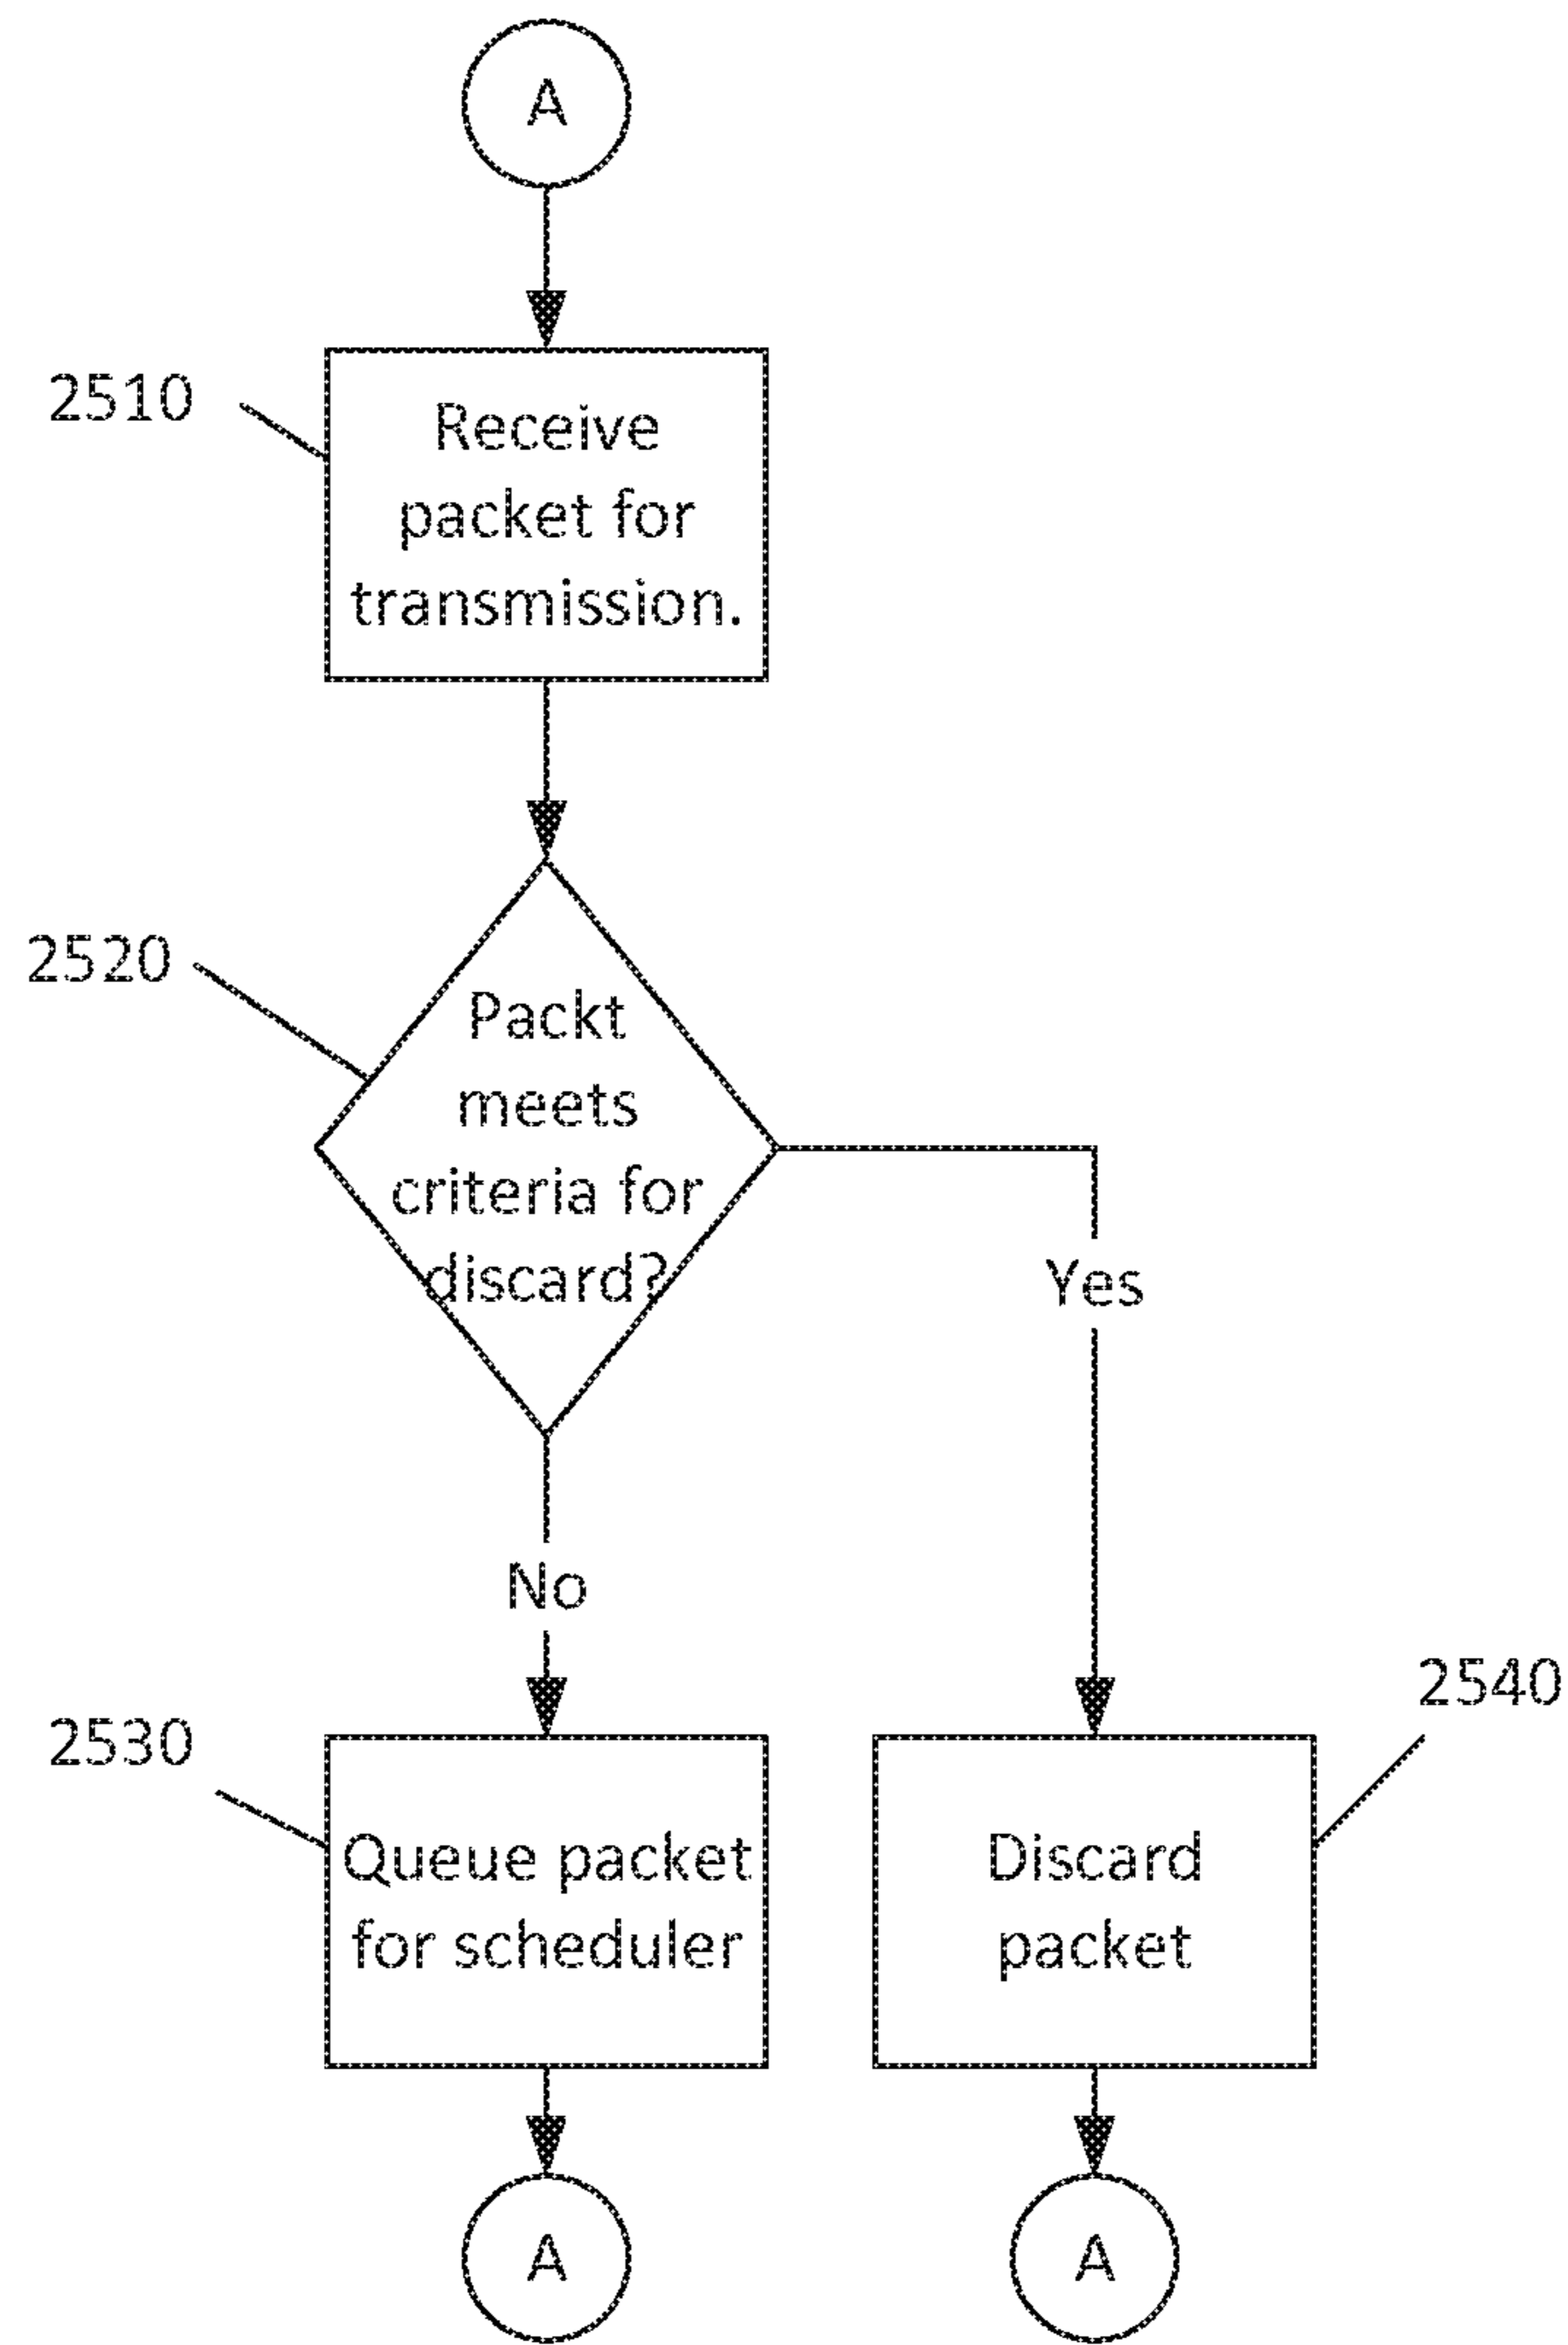 A
2510
Receive
packet for
transmission.
2520
Packt
meets
criteria for
discard?
Yes
No
2530
Queue packet
for scheduler
2540
Discard
packet
A
A